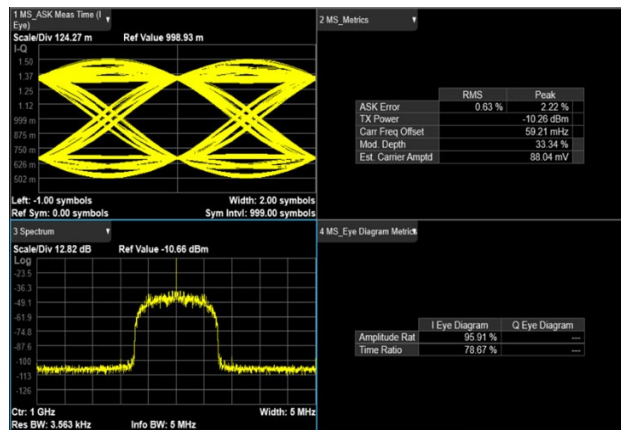 1 MS_ASK Meas Time (I
Eye)
Scale/Div 124.27 m Ref Value 998.93 m
I-Q
1.50
1.37
1.25
1.12
999 m
875 m
750 m
626 m
502 m
Left: -1.00 symbols Width: 2.00 symbols
Ref Sym: 0.00 symbols Sym Intvl: 999.00 symbols
2 MS_Metrics
RMS Peak
ASK Error 0.63 % 2.22 %
TX Power -10.26 dBm
Carr Freq Offset 59.21 mHz
Mod. Depth 33.34 %
Est. Carrier Amptd 88.04 mV
3 Spectrum
Scale/Div 12.82 dB Ref Value -10.66 dBm
Log
-23.5
-36.3
-49.1
-61.9
-74.8
-87.6
-100
-113
-126
Ctr: 1 GHz Width: 5 MHz
Res BW: 3.563 kHz Info BW: 5 MHz
4 MS_Eye Diagram Metrics
I Eye Diagram Q Eye Diagram
Amplitude Rat 95.91 % ---
Time Ratio 78.67 % ---